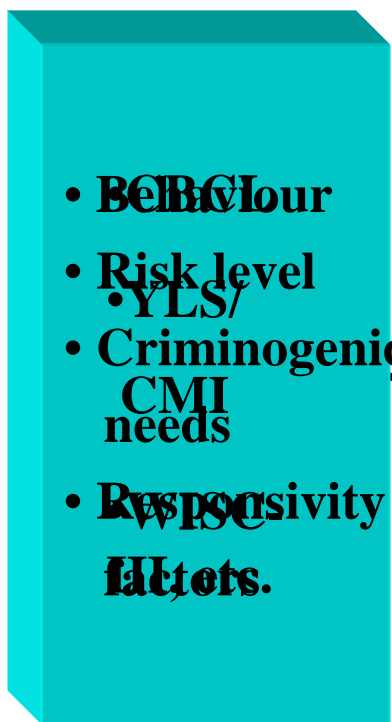 • Behaviour
•CBCL
• Risk level
•YLS/
• Criminogenic
CMI
needs
• Responsivity
•WISC-
factors
III, etc.